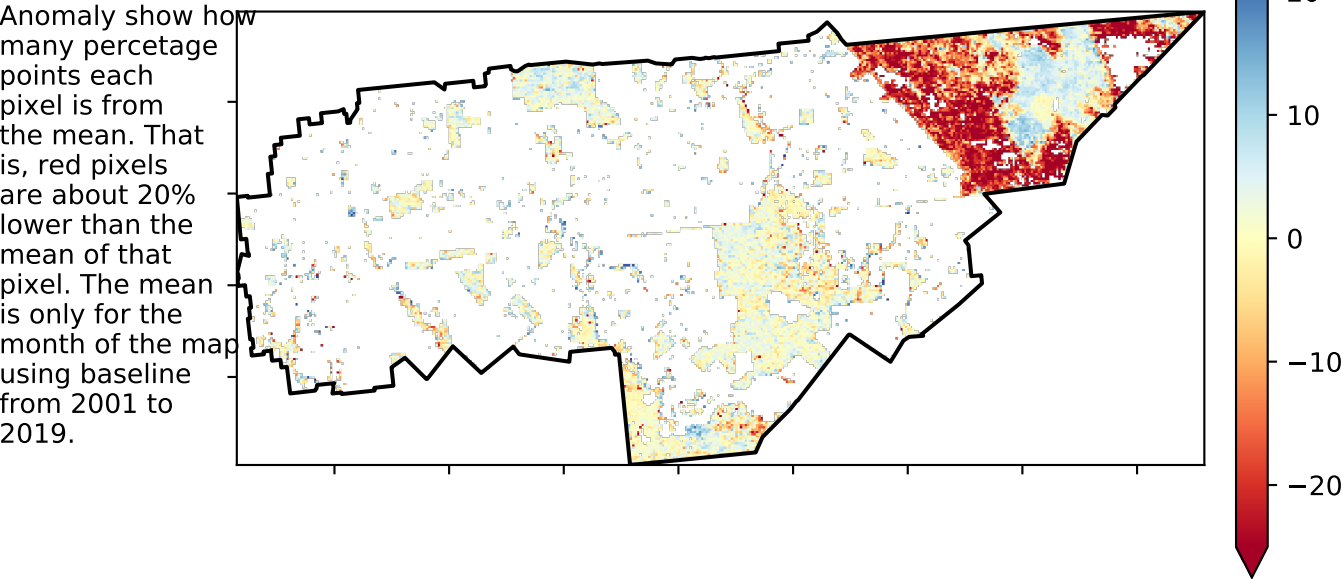 Anomaly show how
many percetage
points each
pixel is from
the mean. That
is, red pixels
are about 20%
lower than the
mean of that
pixel. The mean
is only for the
month of the map
using baseline
from 2001 to
2019.
10
0
−10
−20